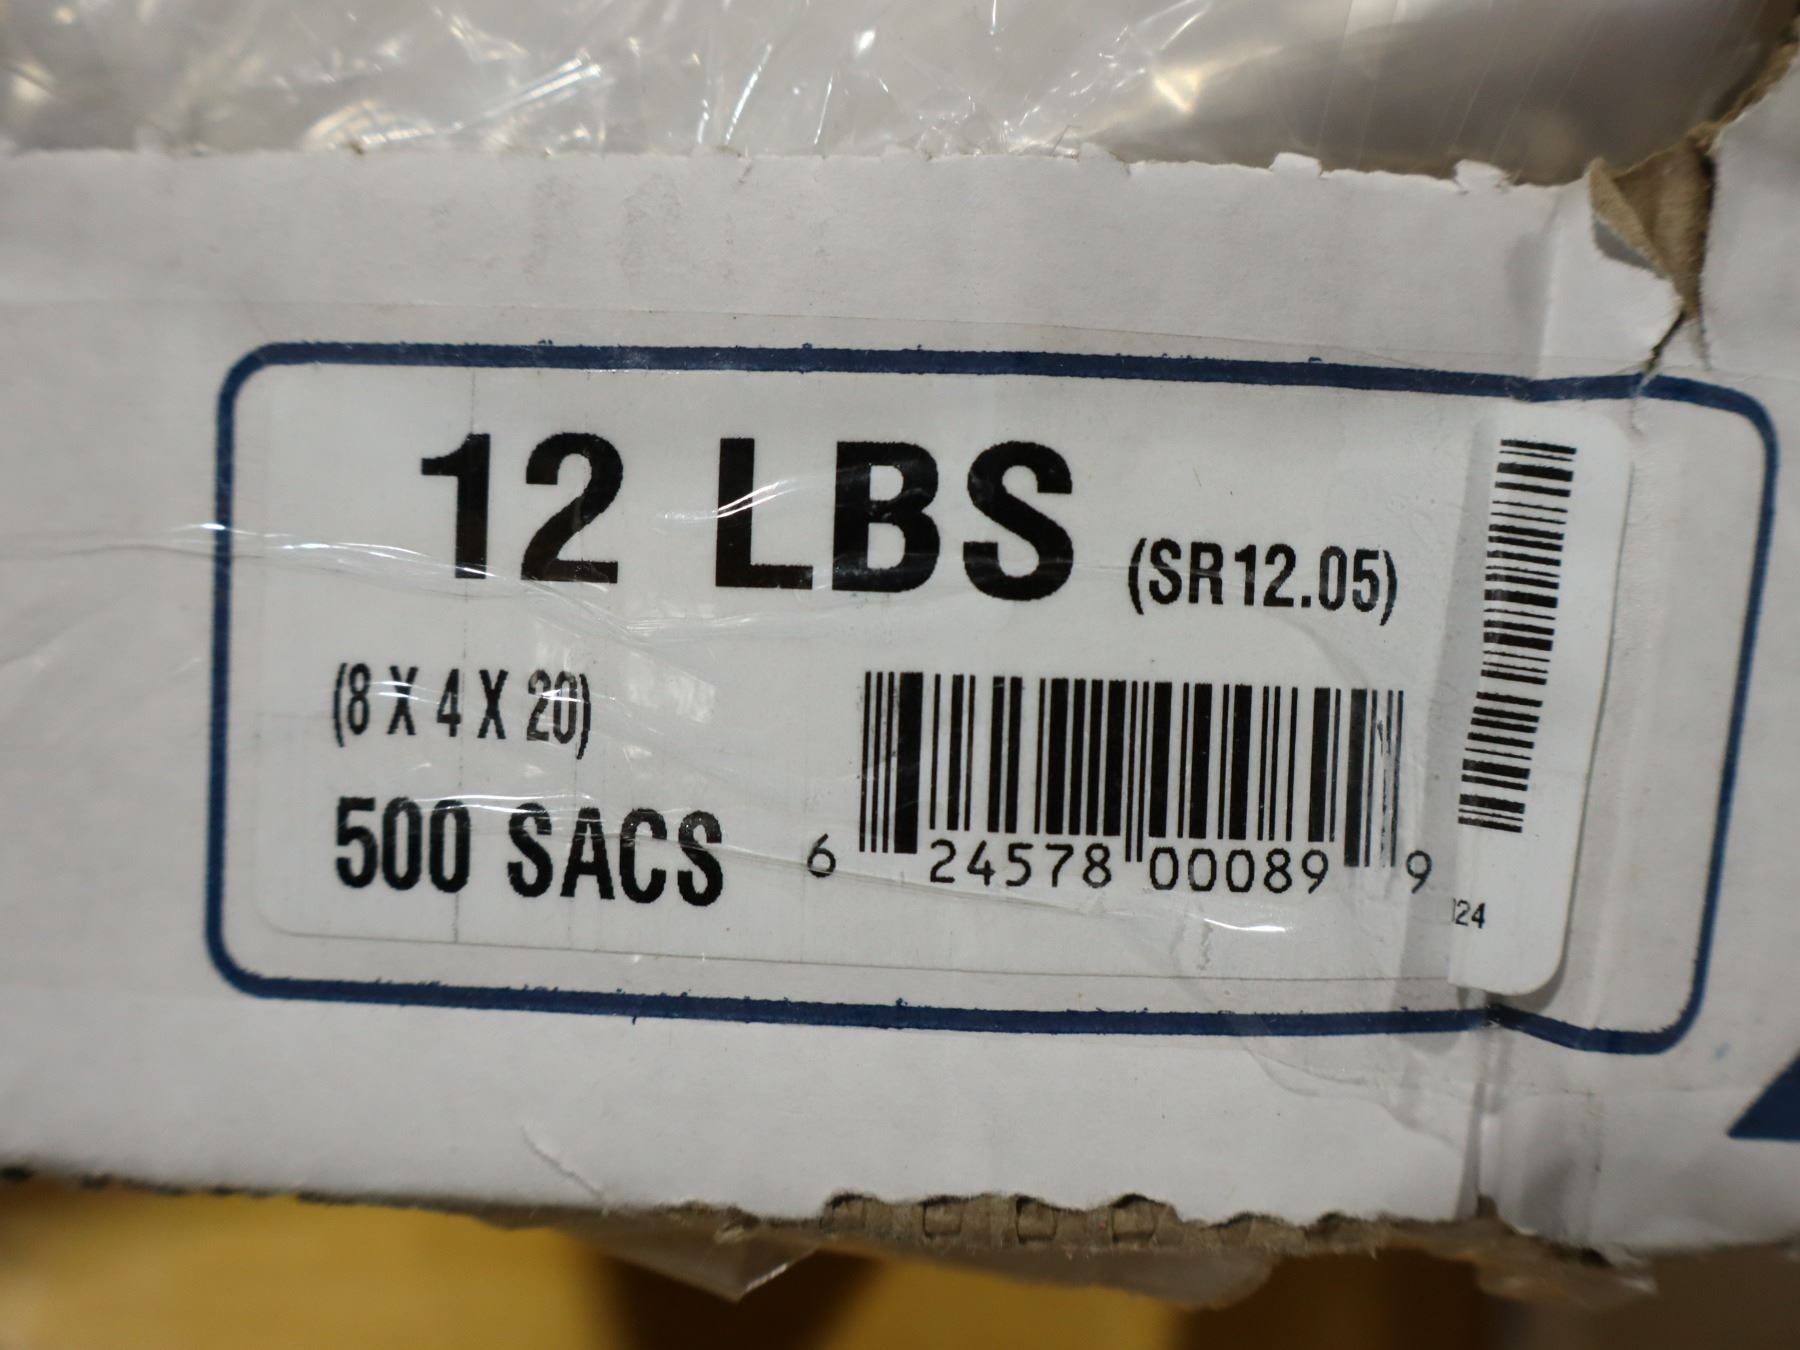 12 LBS (SR12.05)
(8 X 4 X 20)
500 SACS
6 24578 00089 9